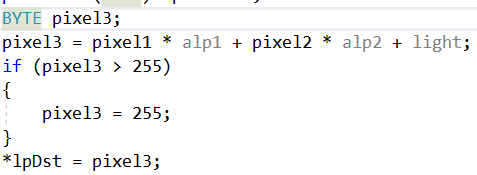 BYTE pixel3;
pixel3 = pixel1 * alp1 + pixel2 * alp2 + light;
if (pixel3 > 255)
{
pixel3 = 255;
}
*lpDst = pixel3;